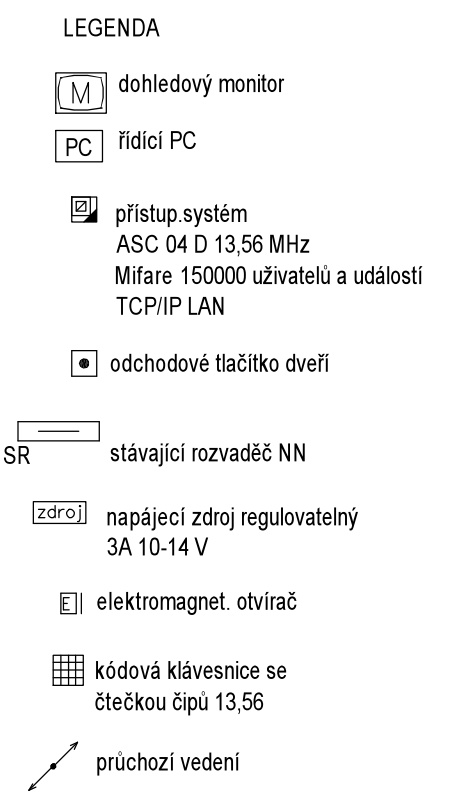 LEGENDA
M dohledový monitor
PC řídící PC
přístup.systém
ASC 04 D 13,56 MHz
Mifare 150000 uživatelů a událostí
TCP/IP LAN
odchodové tlačítko dveří
SR stávající rozvaděč NN
zdroj napájecí zdroj regulovatelný
3A 10-14 V
E elektromagnet. otvírač
kódová klávesnice se
čtečkou čipů 13,56
průchozí vedení